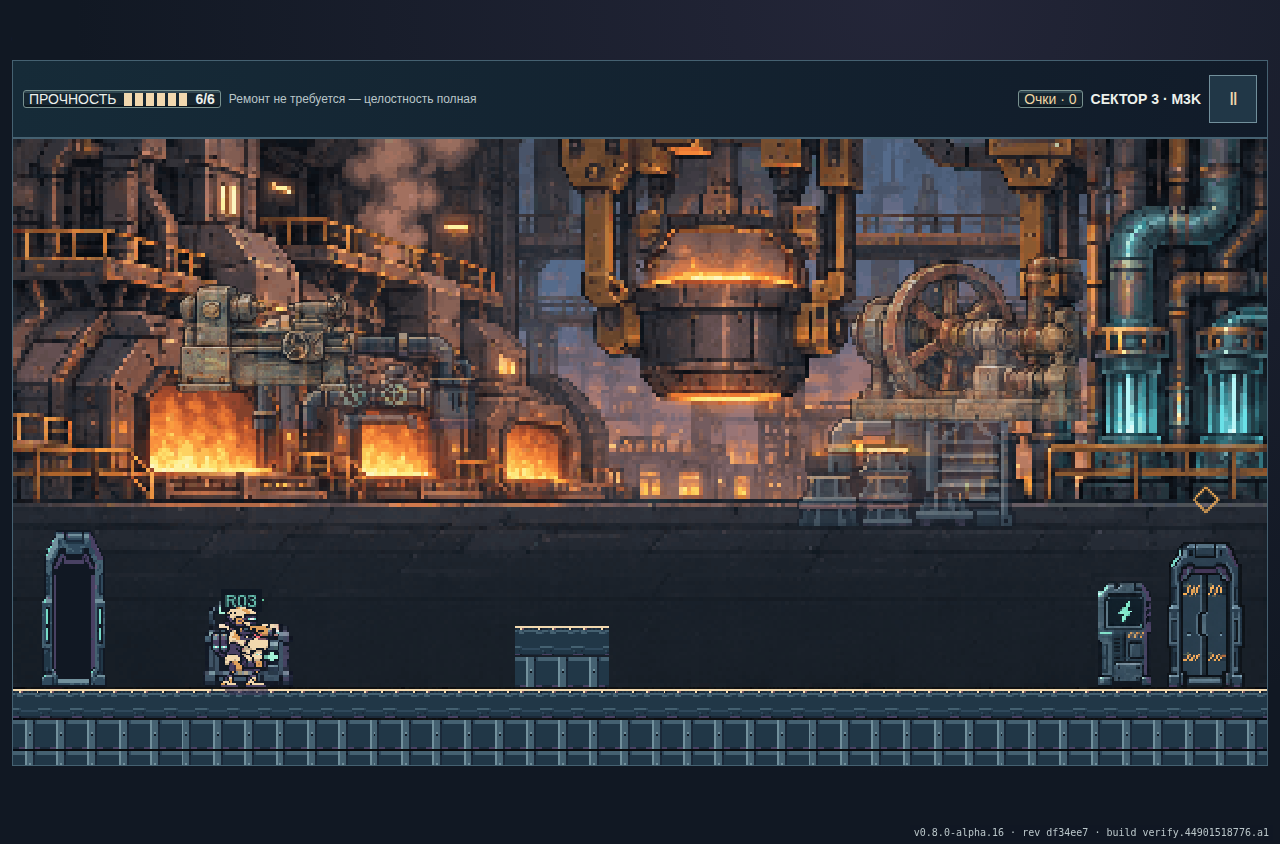 ПРОЧНОСТЬ 6/6 Ремонт не требуется — целостность полная
Очки · 0 СЕКТОР 3 · МЗК
R03 ·
v0.8.0-alpha.16 · rev df34ee7 · build verify.44901518776.a1